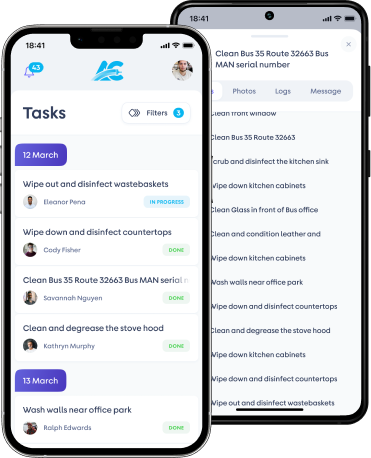 18:41
43
AC
Tasks
Filters 3
12 March
Wipe out and disinfect wastebaskets
Eleanor Pena IN PROGRESS
Wipe down and disinfect countertops
Cody Fisher DONE
Clean Bus 35 Route 32663 Bus MAN serial n
Savannah Nguyen DONE
Clean and degrease the stove hood
Kathryn Murphy DONE
13 March
Wash walls near office park
Ralph Edwards DONE
18:41
Clean Bus 35 Route 32663 Bus
MAN serial number
Photos Logs Message
Clean front window
Clean Bus 35 Route 32663
crub and disinfect the kitchen sink
Wipe down kitchen cabinets
Clean Glass in front of Bus office
Clean and condition leather and
Wipe down kitchen cabinets
Wash walls near office park
Wipe down and disinfect countertops
Clean and degrease the stove hood
Wipe down kitchen cabinets
Wipe down and disinfect countertops
Wipe out and disinfect wastebaskets